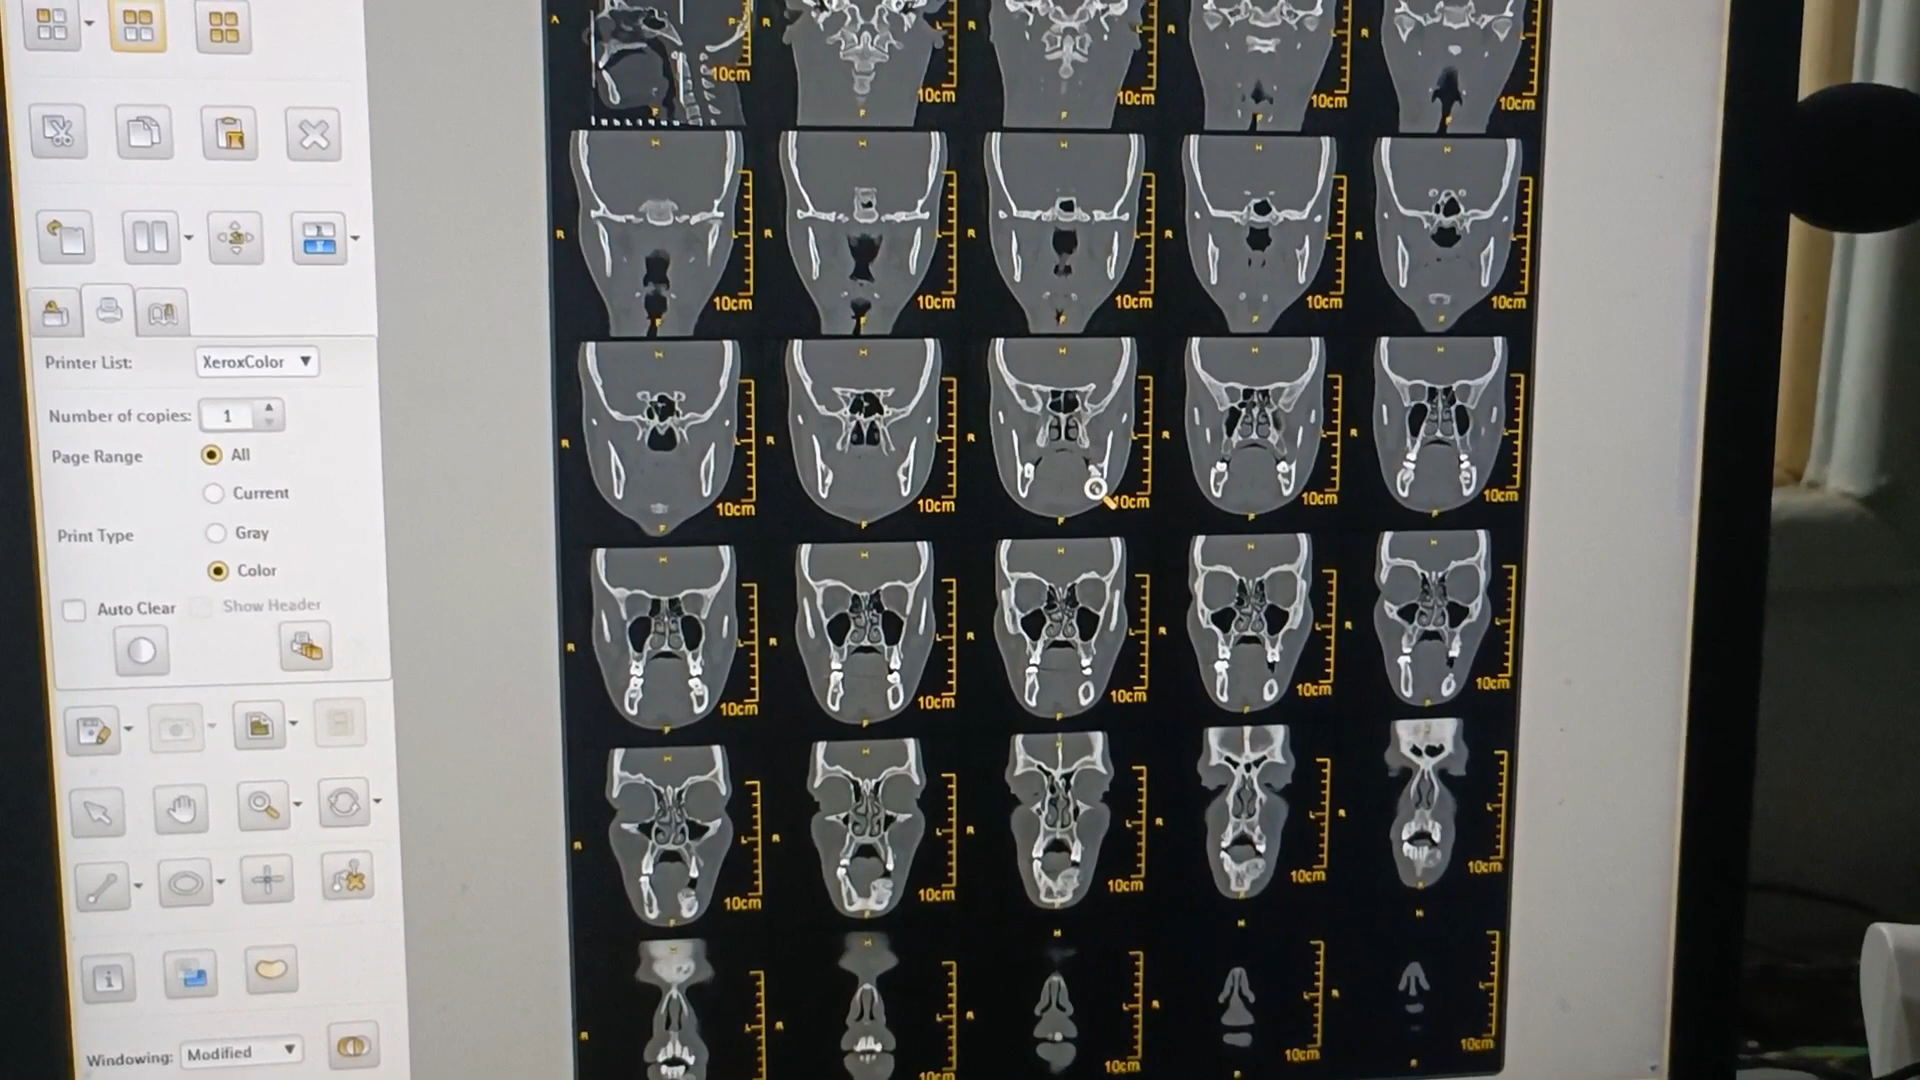 Printer List: XeroxColor
Number of copies: 1
Page Range All
Current
Print Type Gray
Color
Auto Clear Show Header
Windowing: Modified
A P R L R R R
10cm 10cm 10cm 10cm 10cm
F F F F F
H H H H H
R R R R R
10cm 10cm 10cm 10cm 10cm
F F F F F
H H H H H
R R R R R
10cm 10cm 10cm 10cm 10cm
F F F F F
H H H H H
R R R R R
10cm 10cm 10cm 10cm 10cm
F F F F F
H H H
R R R R R
10cm 10cm 10cm 10cm 10cm
F F F
H H H H H
R R R R R
10cm 10cm 10cm 10cm 10cm